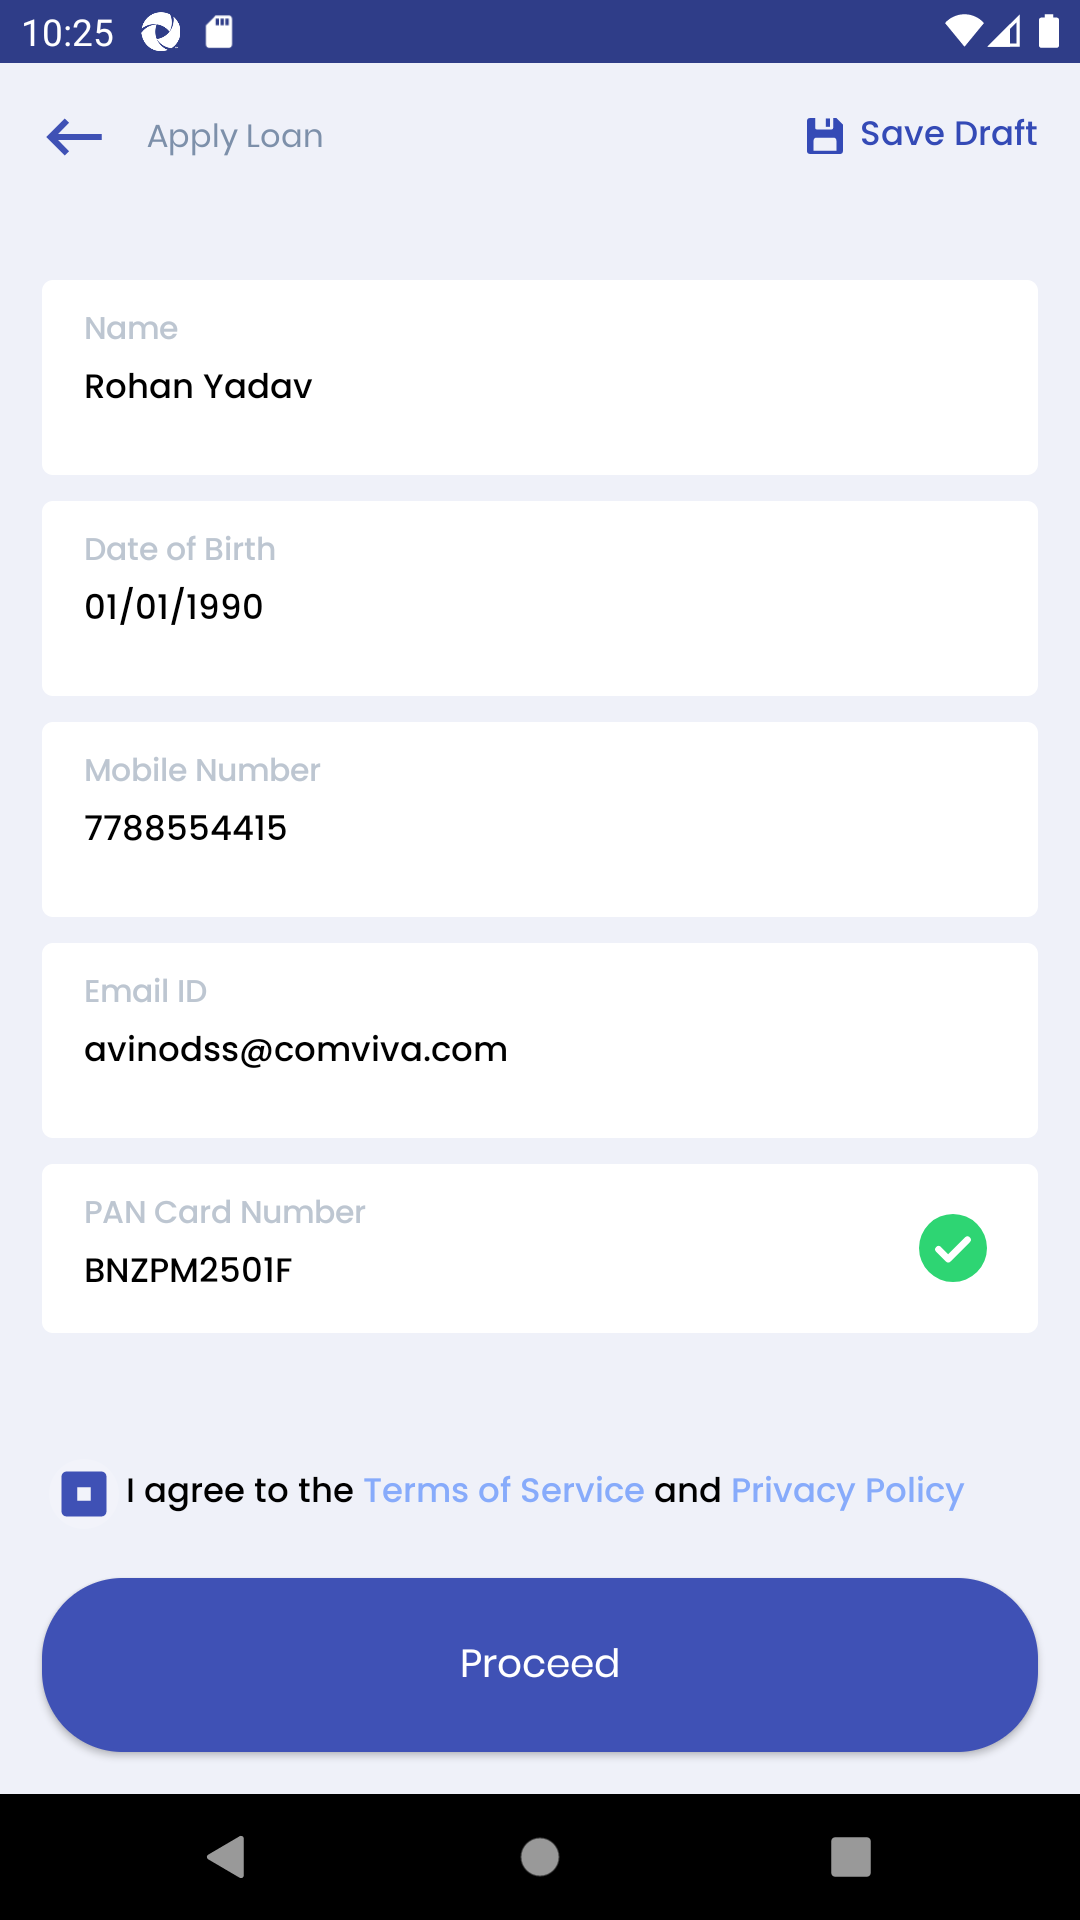 10:25
Apply Loan
Save Draft
Name
Rohan Yadav
Date of Birth
01/01/1990
Mobile Number
7788554415
Email ID
avinodss@comviva.com
PAN Card Number
BNZPM2501F
I agree to the Terms of Service and Privacy Policy
Proceed